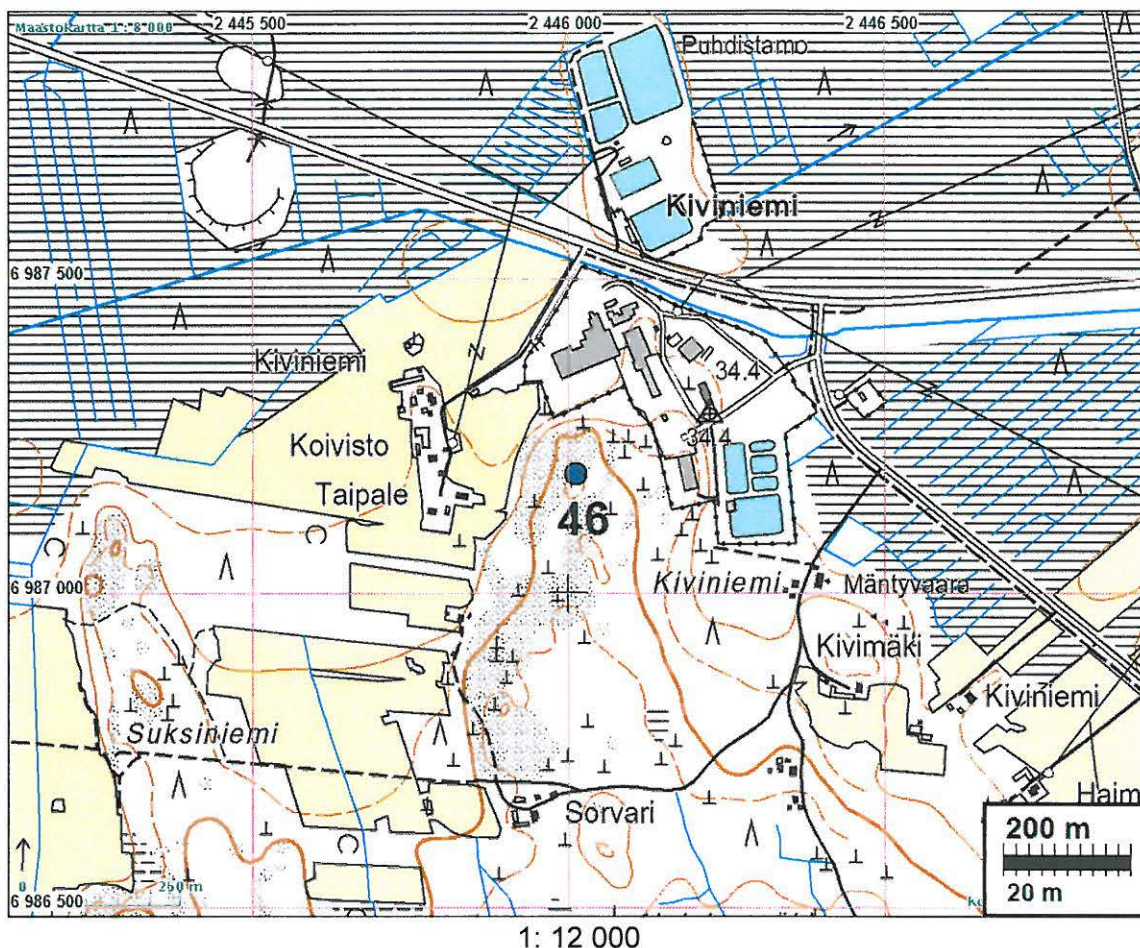 Maastokartta 1 : 8 000
2 445 500
2 446 000
2 446 500
Puhdistamo
Kiviniemi
6 987 500
Kiviniemi
34.4
Koivisto
34.4
Taipale
46
6 987 000
Kiviniemi
Mäntyvaara
Kivimäki
Kiviniemi
Suksiniemi
Sorvari
Haim
200 m
20 m
0 250 m
6 986 500
1: 12 000